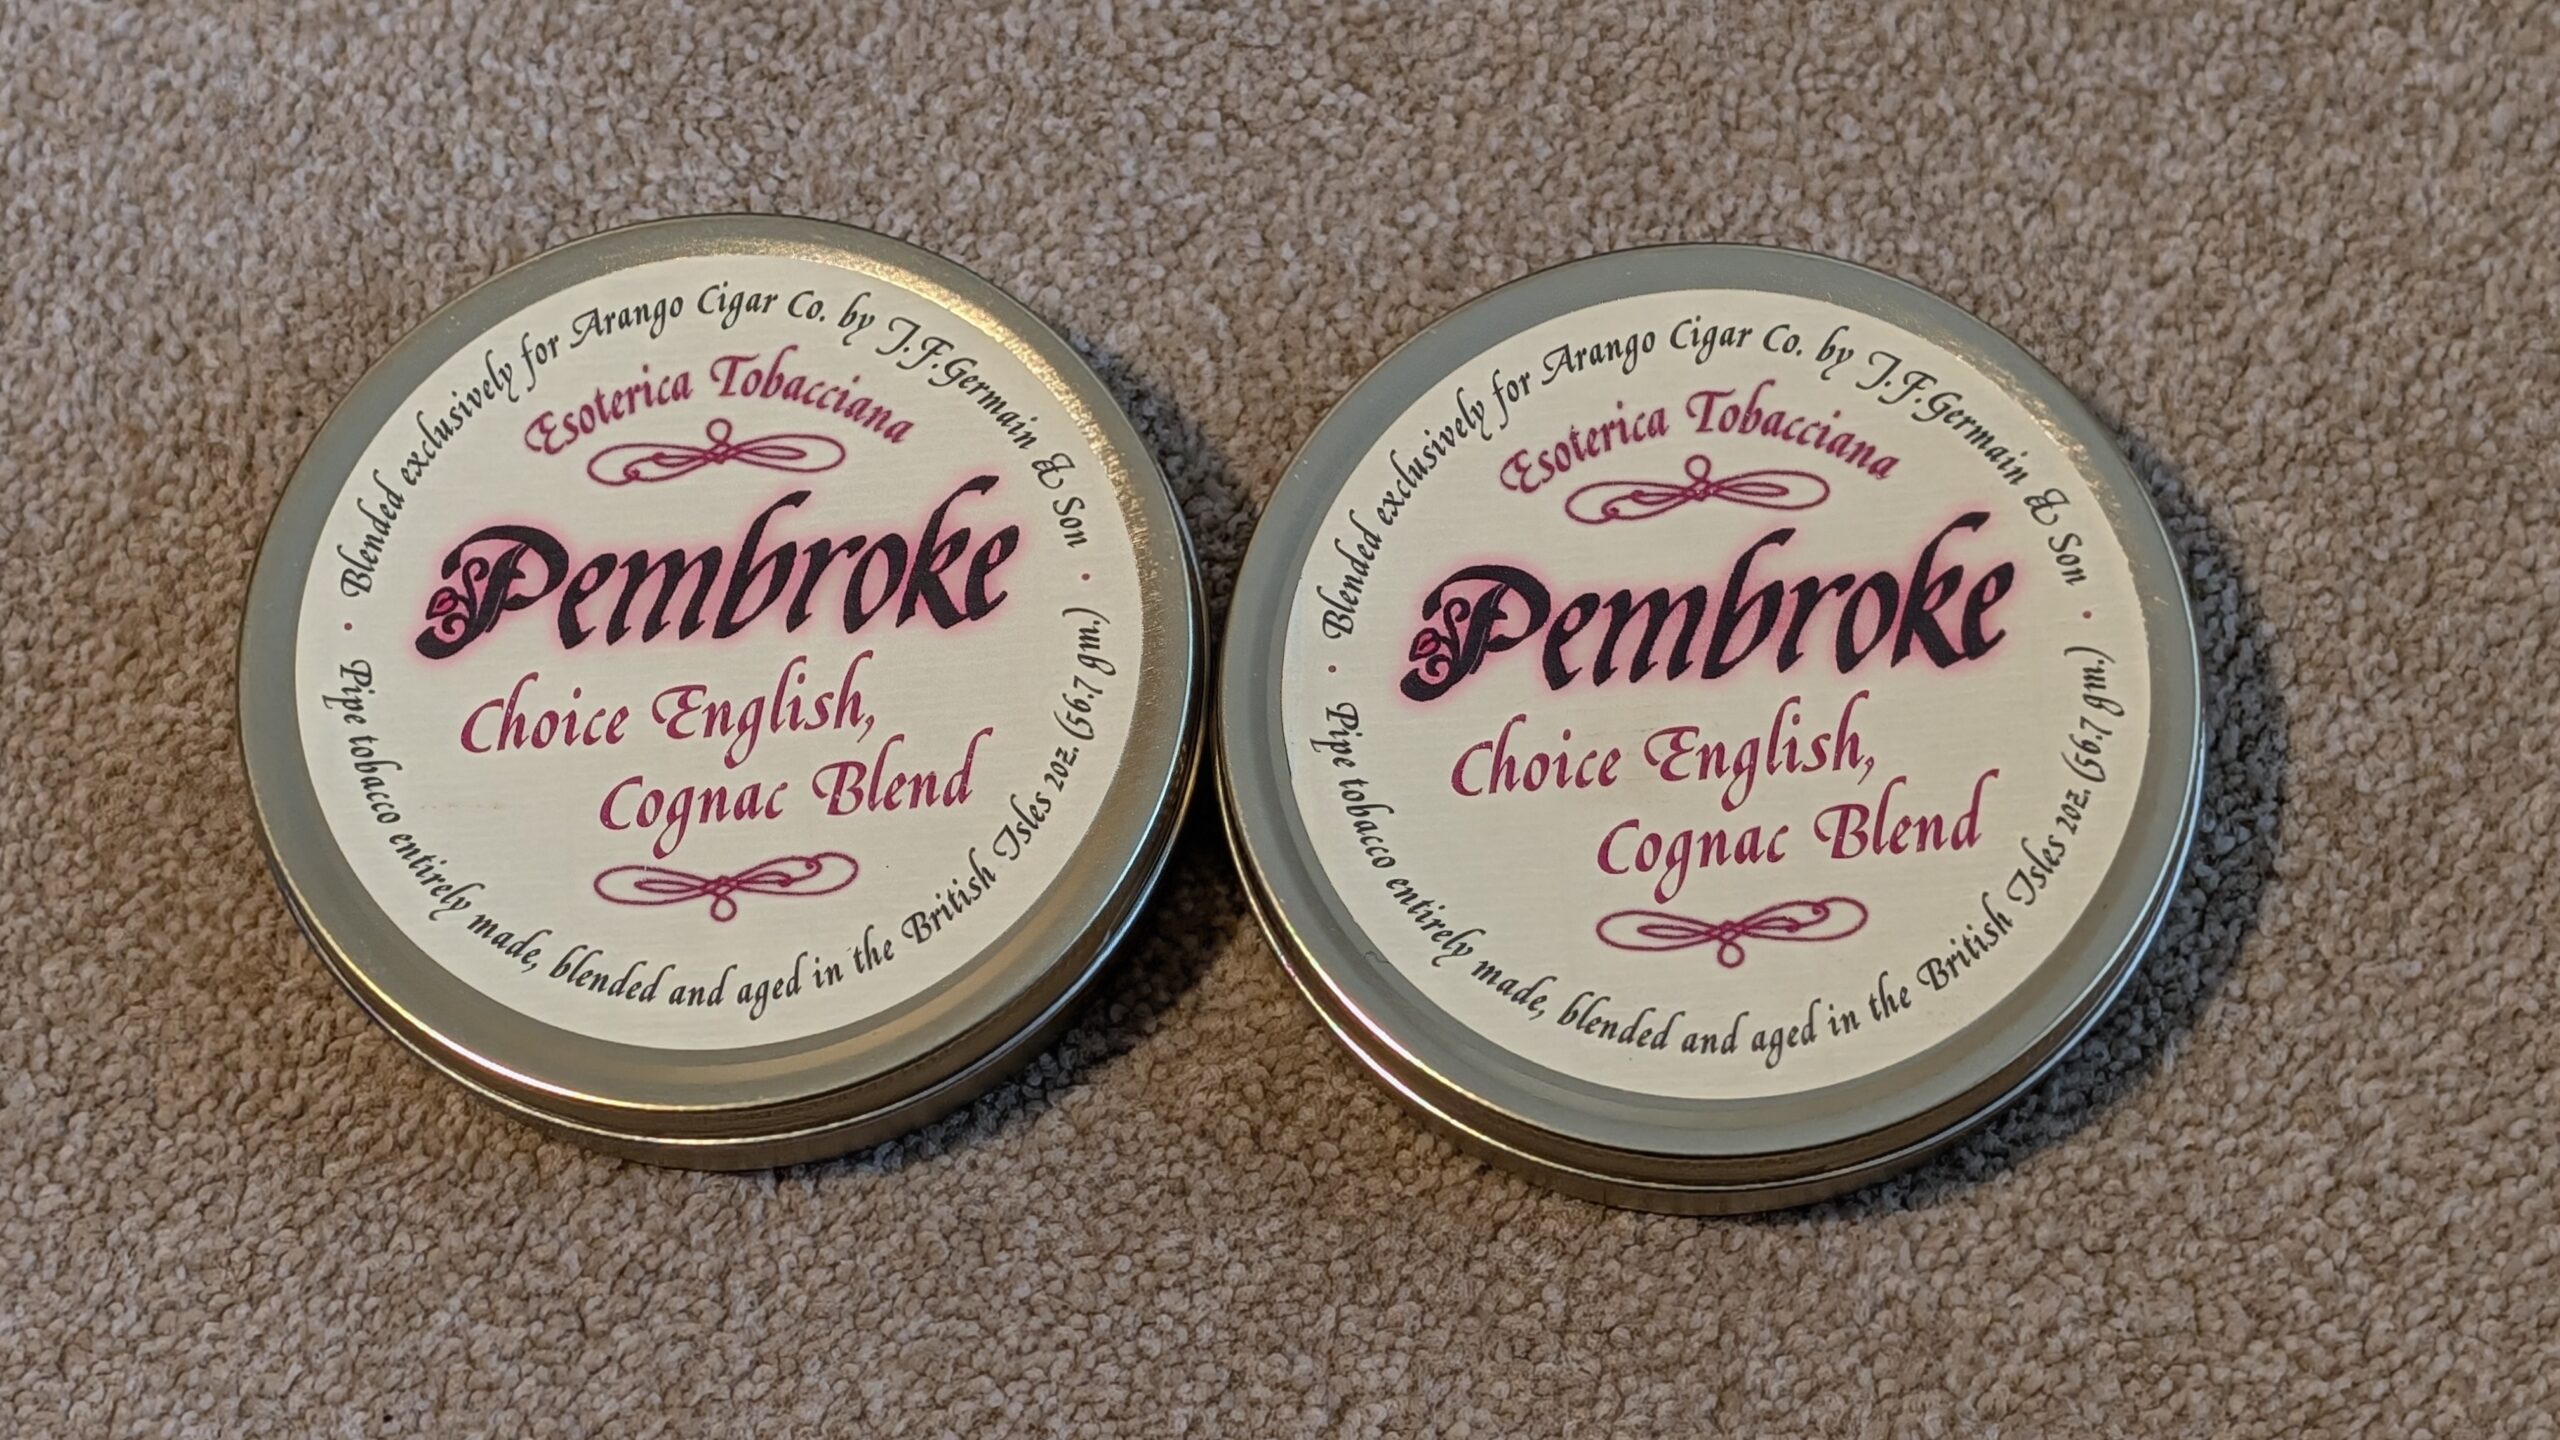 Blended exclusively for Arango Cigar Co. by J.F.Germain & Son
Esoterica Tobacciana
Pembroke
Choice English,
Cognac Blend
Pipe tobacco entirely made, blended and aged in the British Isles 2oz. (56.7 gm.)
Blended exclusively for Arango Cigar Co. by J.F.Germain & Son
Esoterica Tobacciana
Pembroke
Choice English,
Cognac Blend
Pipe tobacco entirely made, blended and aged in the British Isles 2oz. (56.7 gm.)